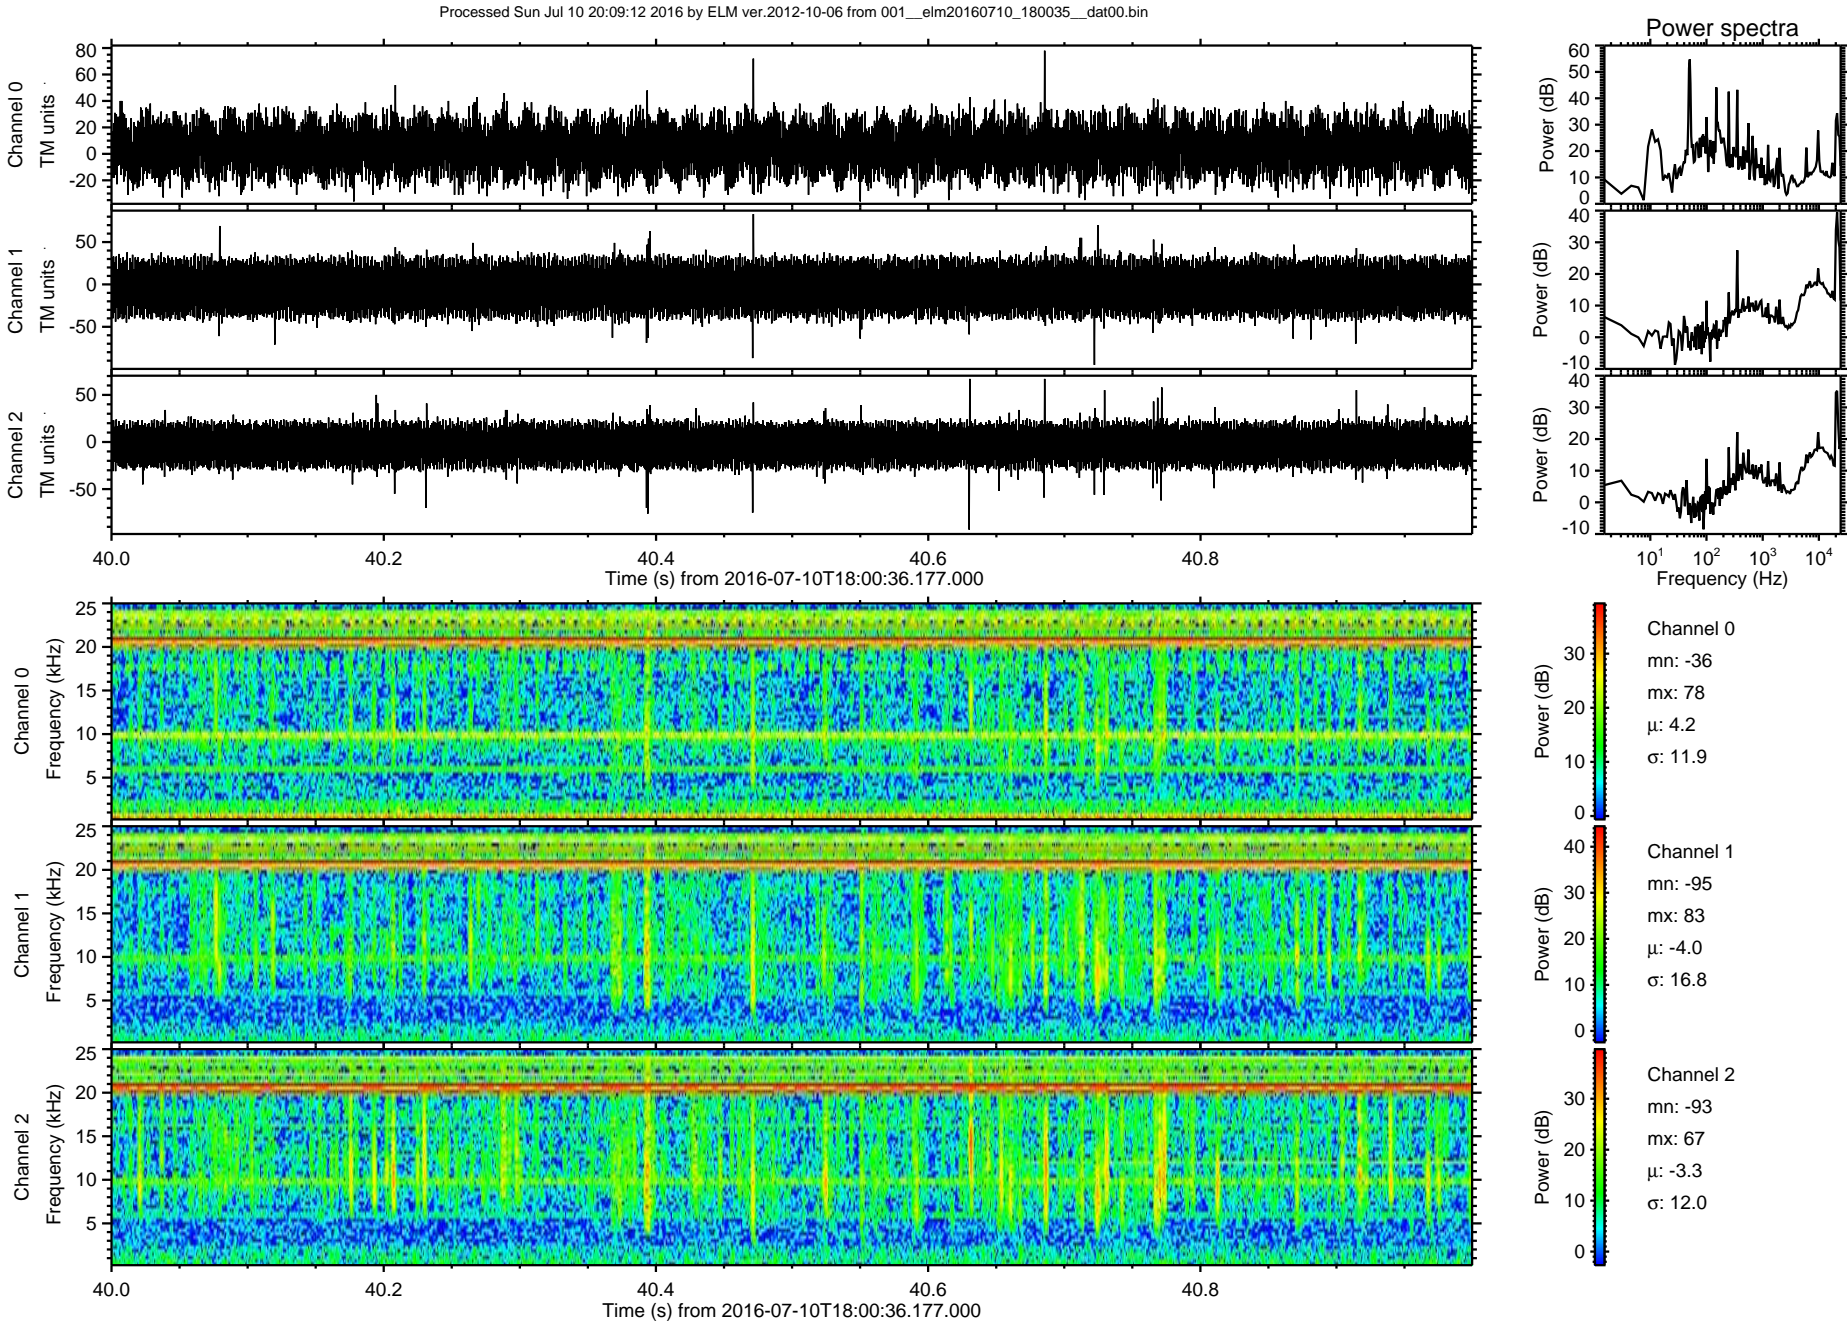 Processed Sun Jul 10 20:09:12 2016 by ELM ver.2012-10-06 from 001__elm20160710_180035__dat00.bin
Power spectra
Channel 0
TM units
80
60
40
20
0
-20
Power (dB)
60
50
40
30
20
10
0
Channel 1
TM units
50
0
-50
Power (dB)
40
30
20
10
0
-10
Channel 2
TM units
50
0
-50
Power (dB)
40
30
20
10
0
-10
40.0 40.2 40.4 40.6 40.8
Time (s) from 2016-07-10T18:00:36.177.000
10^1 10^2 10^3 10^4
Frequency (Hz)
Channel 0
Frequency (kHz)
25
20
15
10
5
Power (dB)
30
20
10
0
Channel 0
mn: -36
mx: 78
μ: 4.2
σ: 11.9
Channel 1
Frequency (kHz)
25
20
15
10
5
Power (dB)
40
30
20
10
0
Channel 1
mn: -95
mx: 83
μ: -4.0
σ: 16.8
Channel 2
Frequency (kHz)
25
20
15
10
5
Power (dB)
30
20
10
0
Channel 2
mn: -93
mx: 67
μ: -3.3
σ: 12.0
40.0 40.2 40.4 40.6 40.8
Time (s) from 2016-07-10T18:00:36.177.000